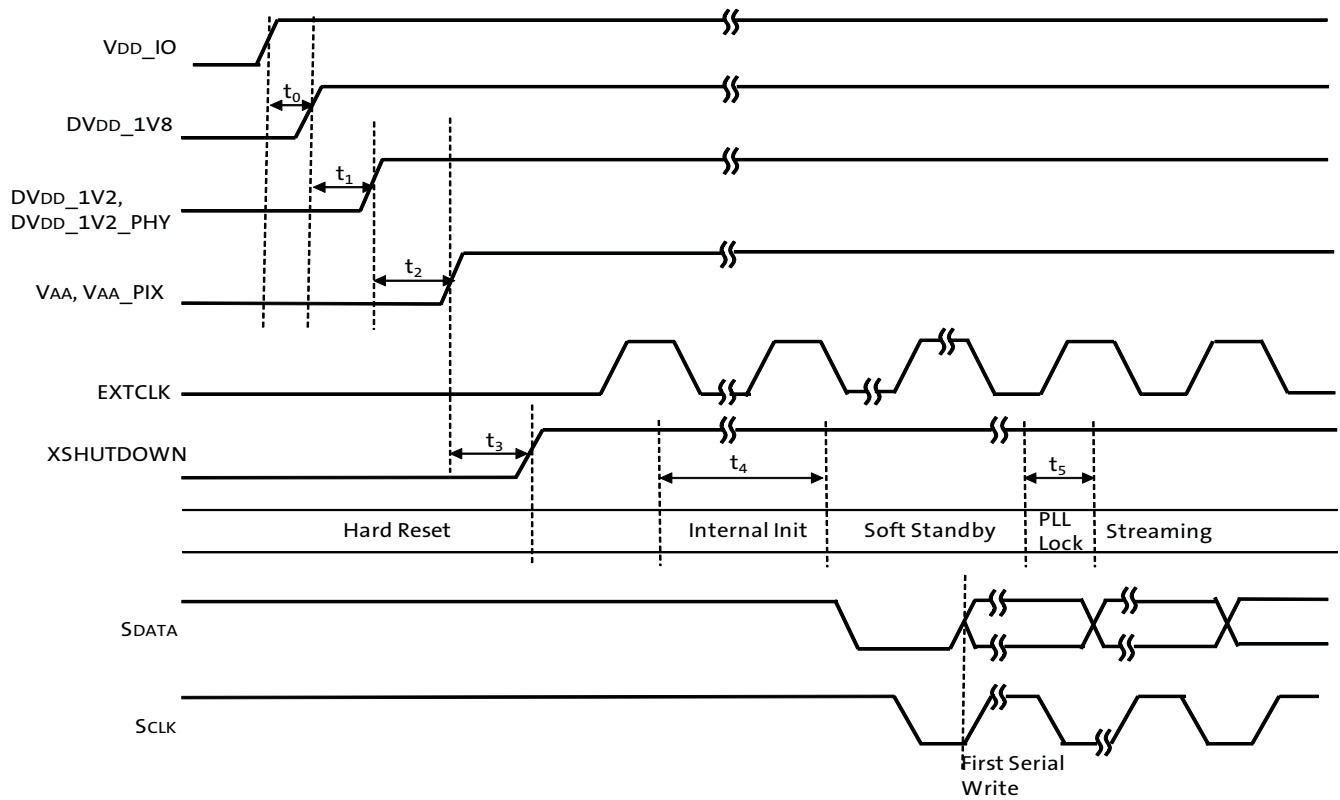 VDD_IO
t0
DVDD_1V8
t1
DVDD_1V2,
DVDD_1V2_PHY
t2
VAA, VAA_PIX
EXTCLK
XSHUTDOWN
t3
t4
t5
Hard Reset
Internal Init
Soft Standby
PLL
Lock
Streaming
SDATA
SCLK
First Serial
Write